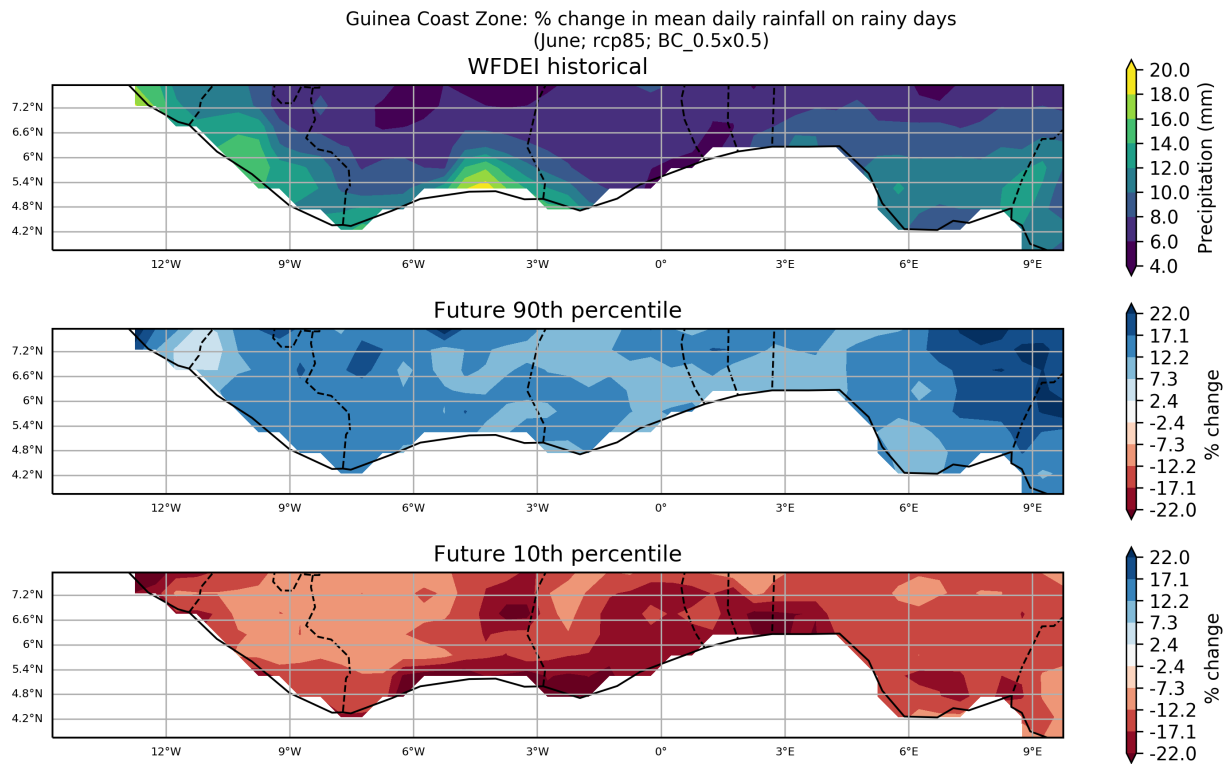 Guinea Coast Zone: % change in mean daily rainfall on rainy days
(June; rcp85; BC_0.5x0.5)
WFDEI historical
7.2°N
6.6°N
6°N
5.4°N
4.8°N
4.2°N
12°W 9°W 6°W 3°W 0° 3°E 6°E 9°E
20.0
18.0
16.0
14.0
12.0
10.0
8.0
6.0
4.0
Precipitation (mm)
Future 90th percentile
7.2°N
6.6°N
6°N
5.4°N
4.8°N
4.2°N
12°W 9°W 6°W 3°W 0° 3°E 6°E 9°E
22.0
17.1
12.2
7.3
2.4
-2.4
-7.3
-12.2
-17.1
-22.0
% change
Future 10th percentile
7.2°N
6.6°N
6°N
5.4°N
4.8°N
4.2°N
12°W 9°W 6°W 3°W 0° 3°E 6°E 9°E
22.0
17.1
12.2
7.3
2.4
-2.4
-7.3
-12.2
-17.1
-22.0
% change